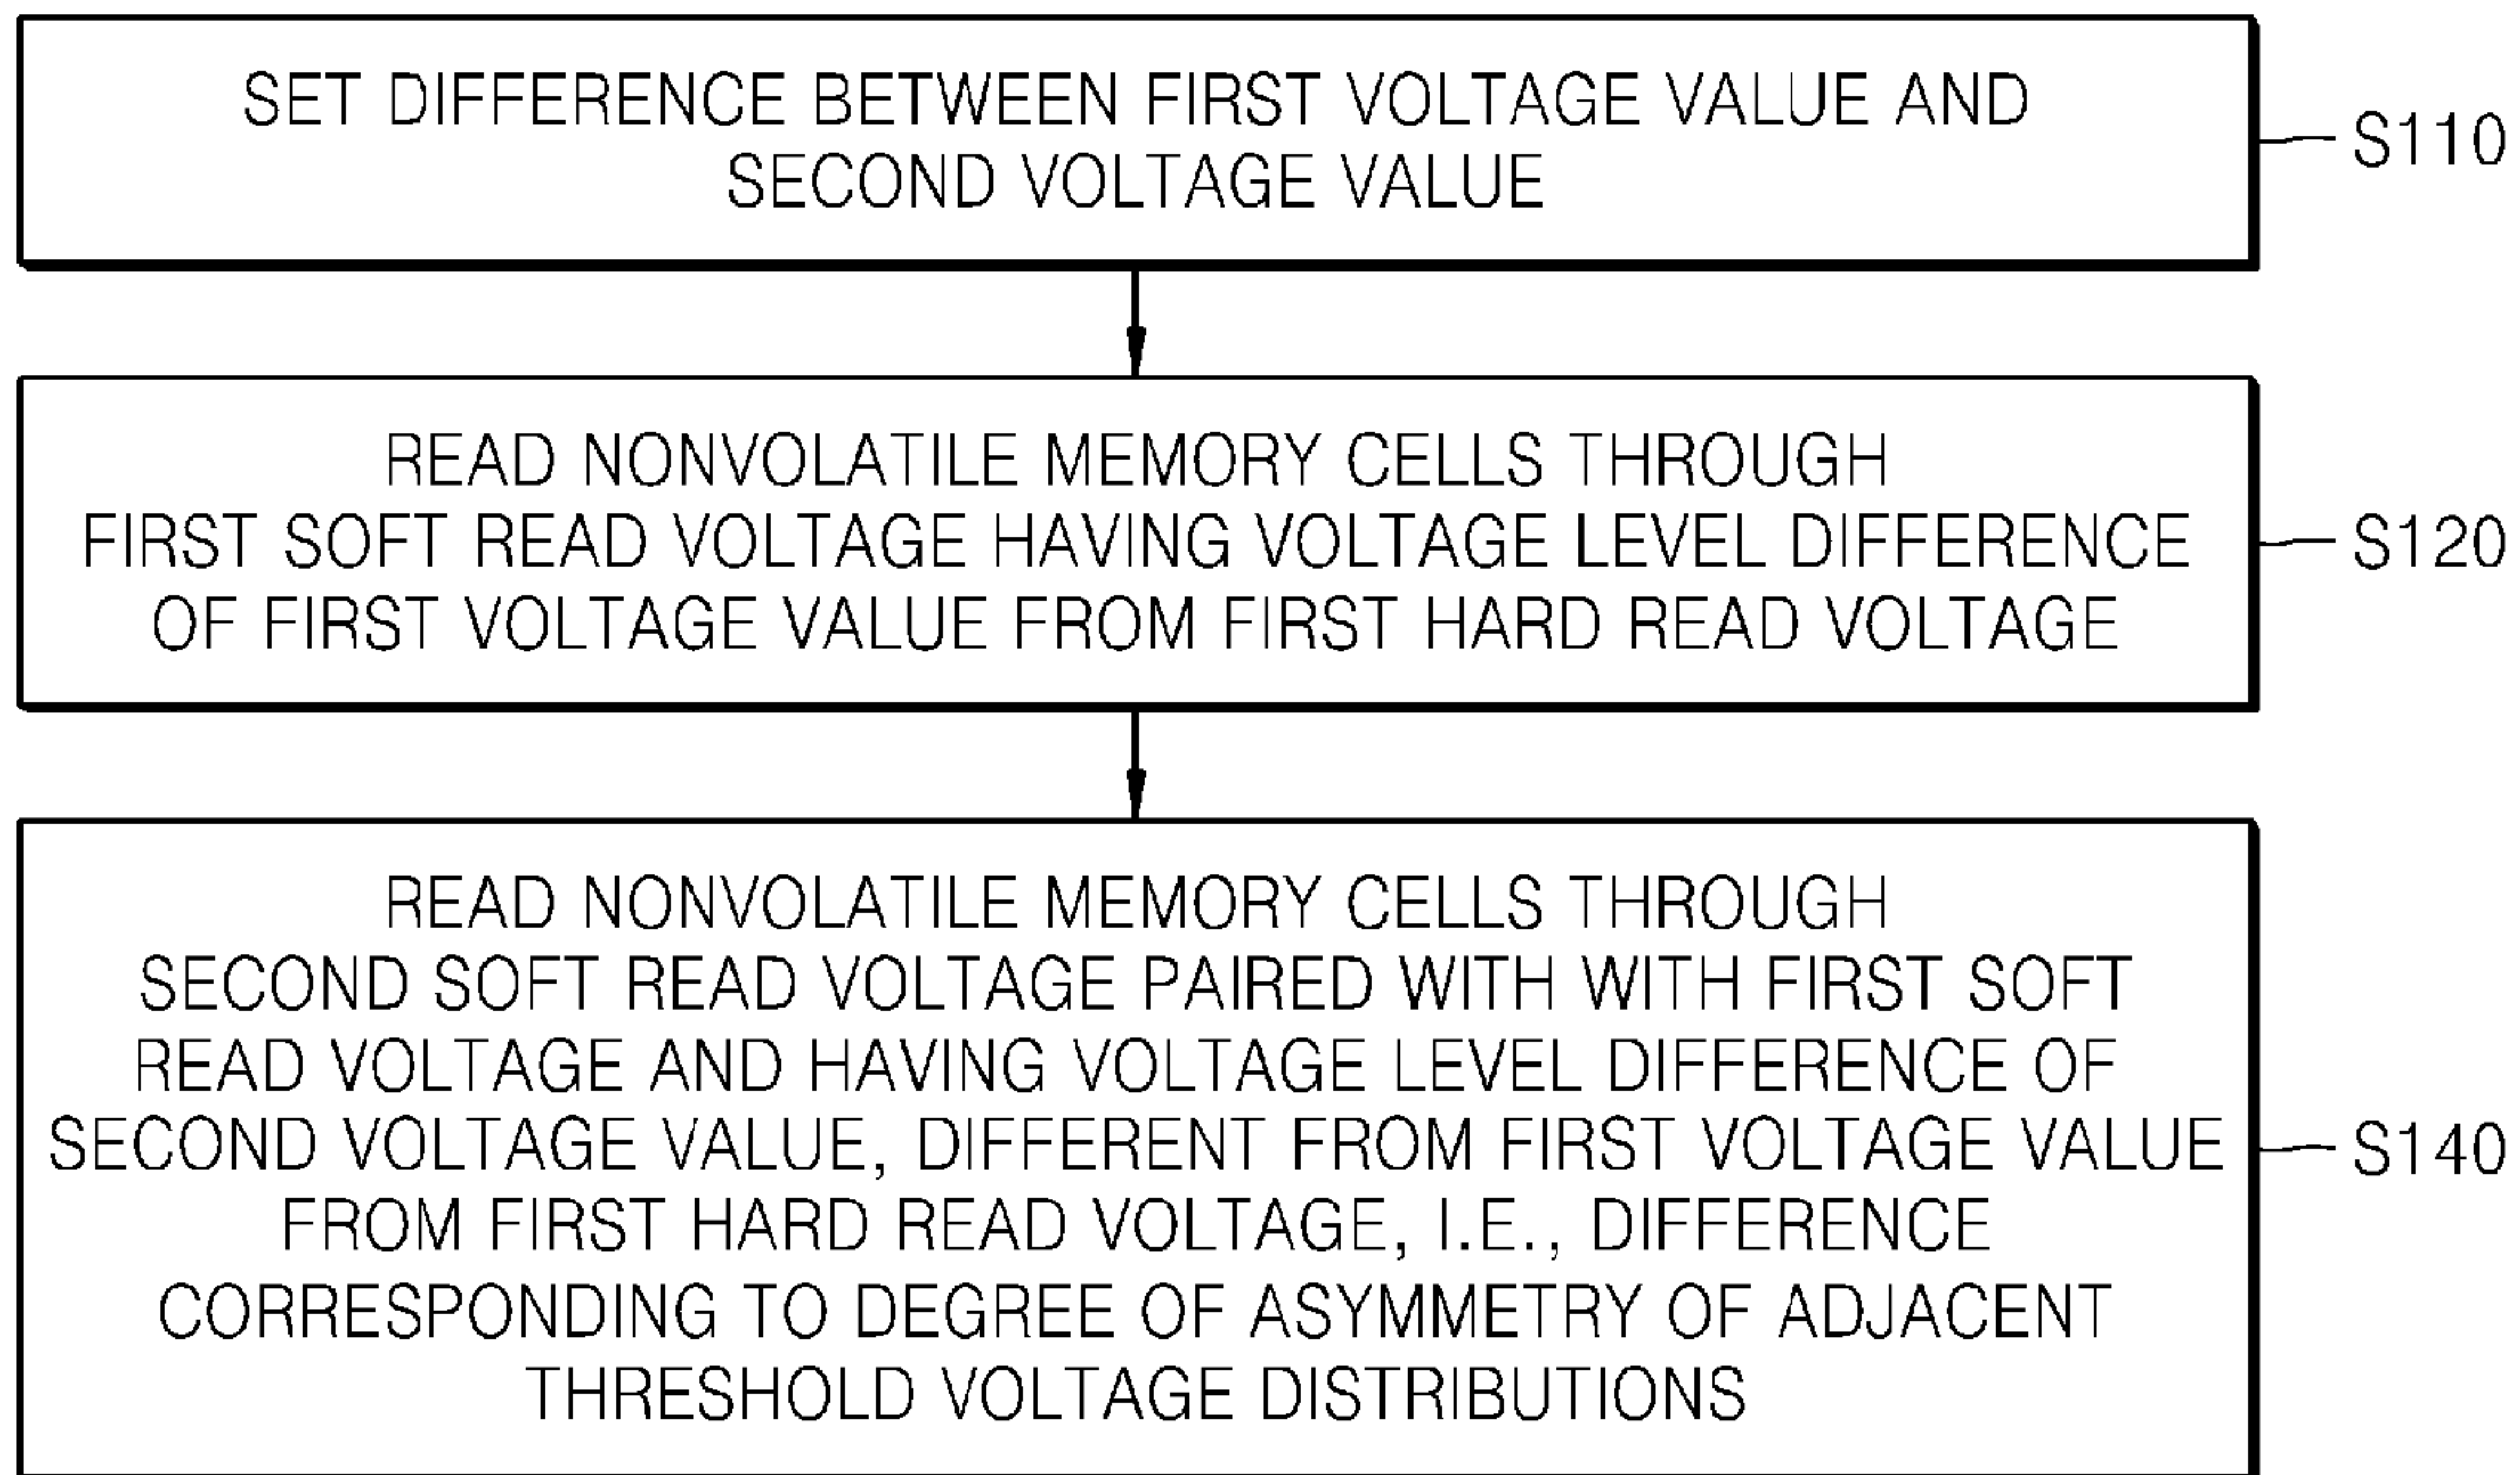 SET DIFFERENCE BETWEEN FIRST VOLTAGE VALUE AND
SECOND VOLTAGE VALUE
S110
READ NONVOLATILE MEMORY CELLS THROUGH
FIRST SOFT READ VOLTAGE HAVING VOLTAGE LEVEL DIFFERENCE
OF FIRST VOLTAGE VALUE FROM FIRST HARD READ VOLTAGE
S120
READ NONVOLATILE MEMORY CELLS THROUGH
SECOND SOFT READ VOLTAGE PAIRED WITH WITH FIRST SOFT
READ VOLTAGE AND HAVING VOLTAGE LEVEL DIFFERENCE OF
SECOND VOLTAGE VALUE, DIFFERENT FROM FIRST VOLTAGE VALUE
FROM FIRST HARD READ VOLTAGE, I.E., DIFFERENCE
CORRESPONDING TO DEGREE OF ASYMMETRY OF ADJACENT
THRESHOLD VOLTAGE DISTRIBUTIONS
S140